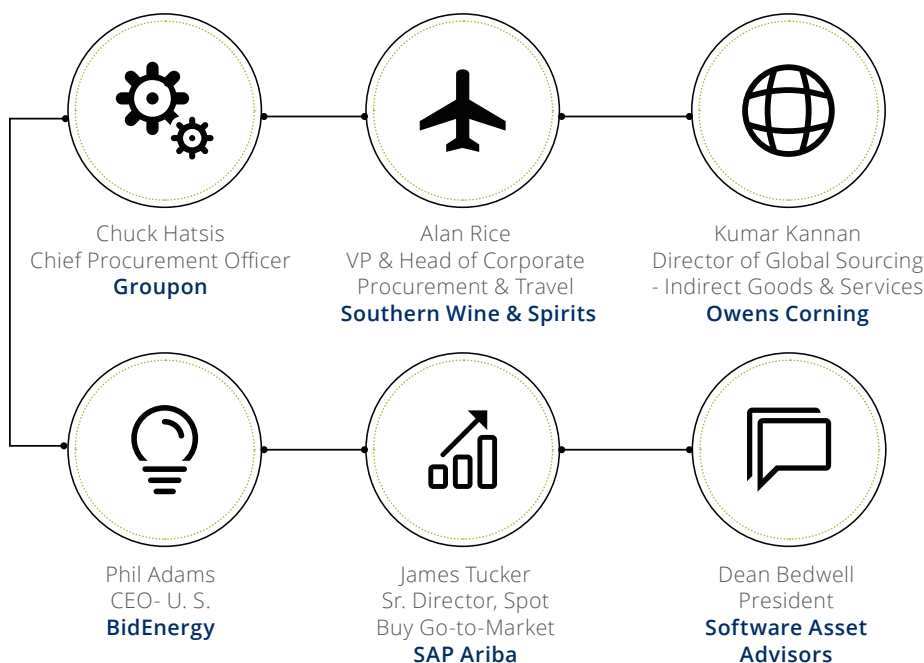 Chuck Hatsis
Chief Procurement Officer
Groupon
Alan Rice
VP & Head of Corporate
Procurement & Travel
Southern Wine & Spirits
Kumar Kannan
Director of Global Sourcing
- Indirect Goods & Services
Owens Corning
Phil Adams
CEO- U. S.
BidEnergy
James Tucker
Sr. Director, Spot
Buy Go-to-Market
SAP Ariba
Dean Bedwell
President
Software Asset
Advisors